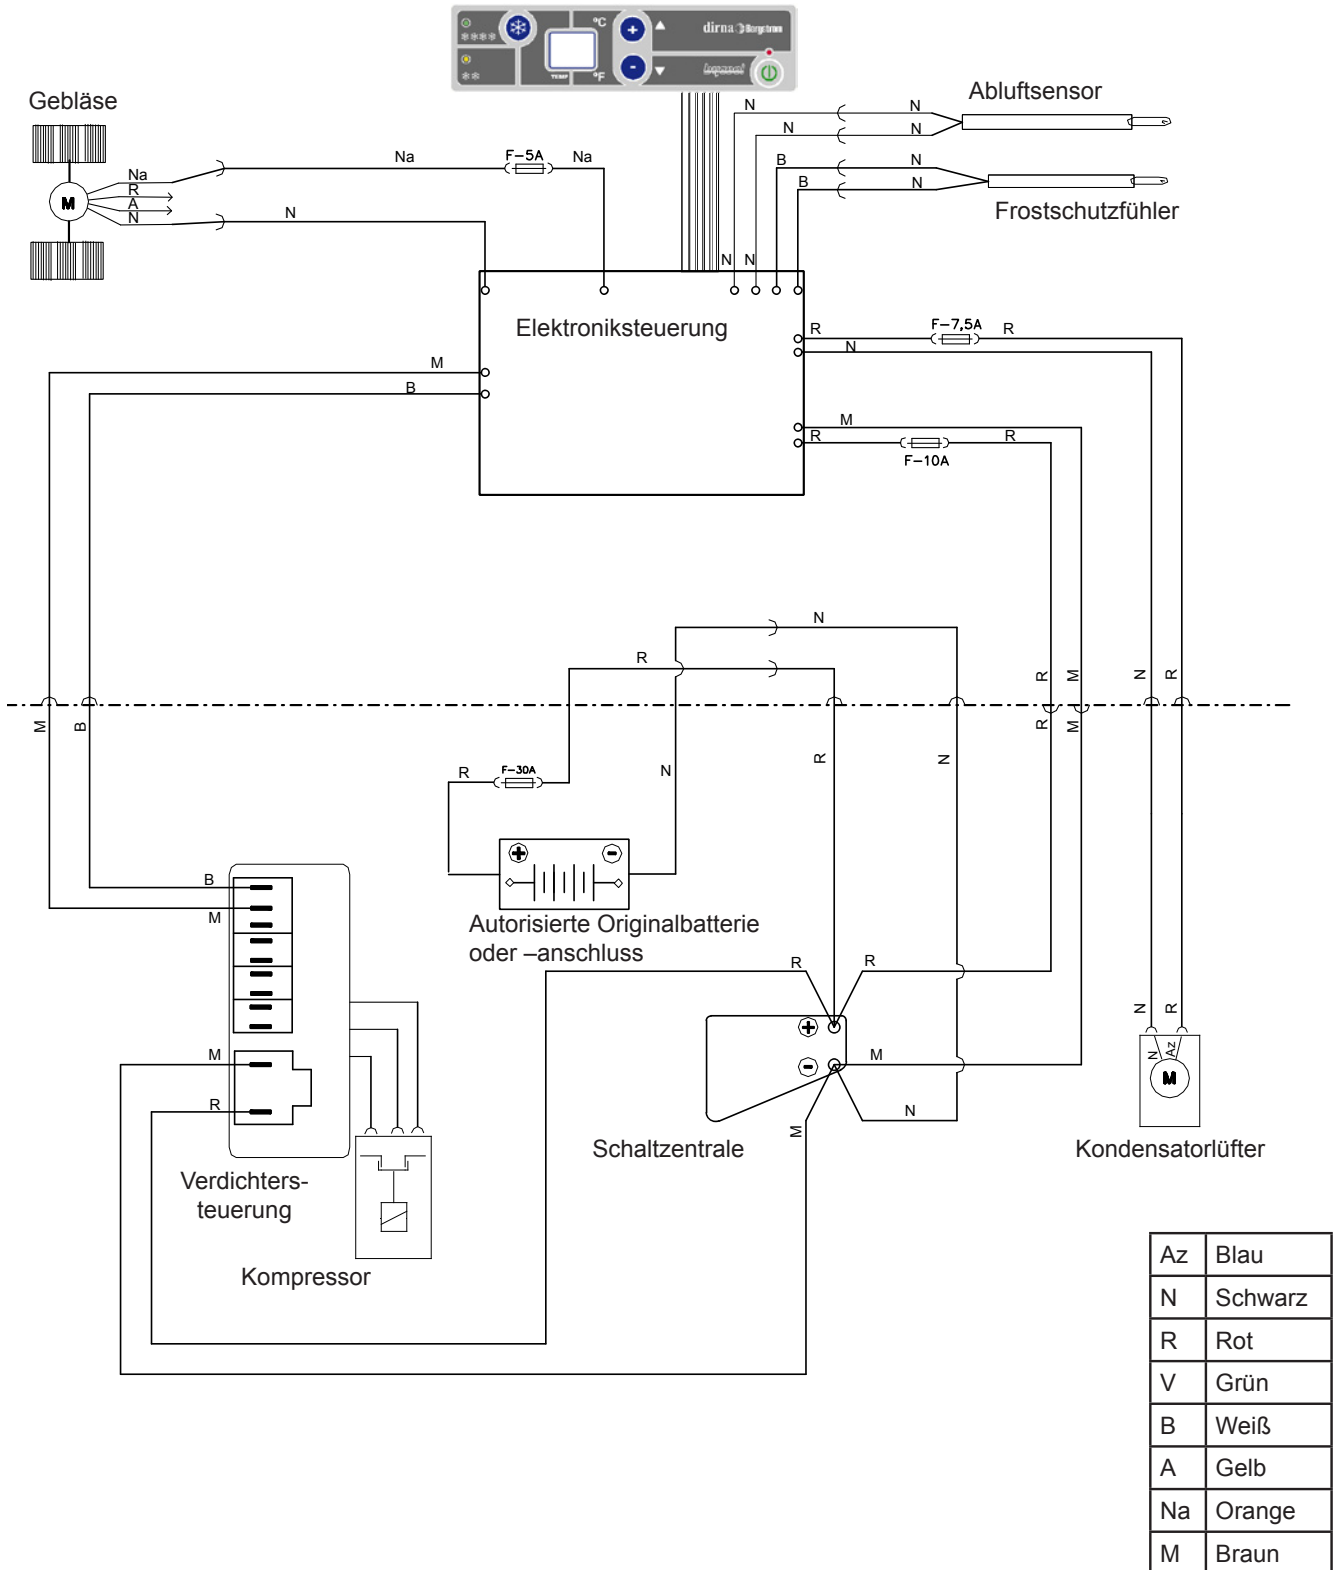 °C
dirna Bergstrom
TEMP
°F
Gebläse
Abluftsensor
N
N
N
N
Na
F-5A
Na
B
N
B
N
Frostschutzfühler
Na
R
A
N
M
N
N
N
Elektroniksteuerung
R
F-7,5A
R
N
M
B
M
R
F-10A
R
N
R
R
M
N
R
M
B
R
M
R
F-30A
N
R
N
B
M
Autorisierte Originalbatterie
oder –anschluss
R
R
N
R
M
M
N
Az
M
R
N
M
Schaltzentrale
Kondensatorlüfter
Verdichters-
teuerung
Kompressor
Az Blau
N Schwarz
R Rot
V Grün
B Weiß
A Gelb
Na Orange
M Braun